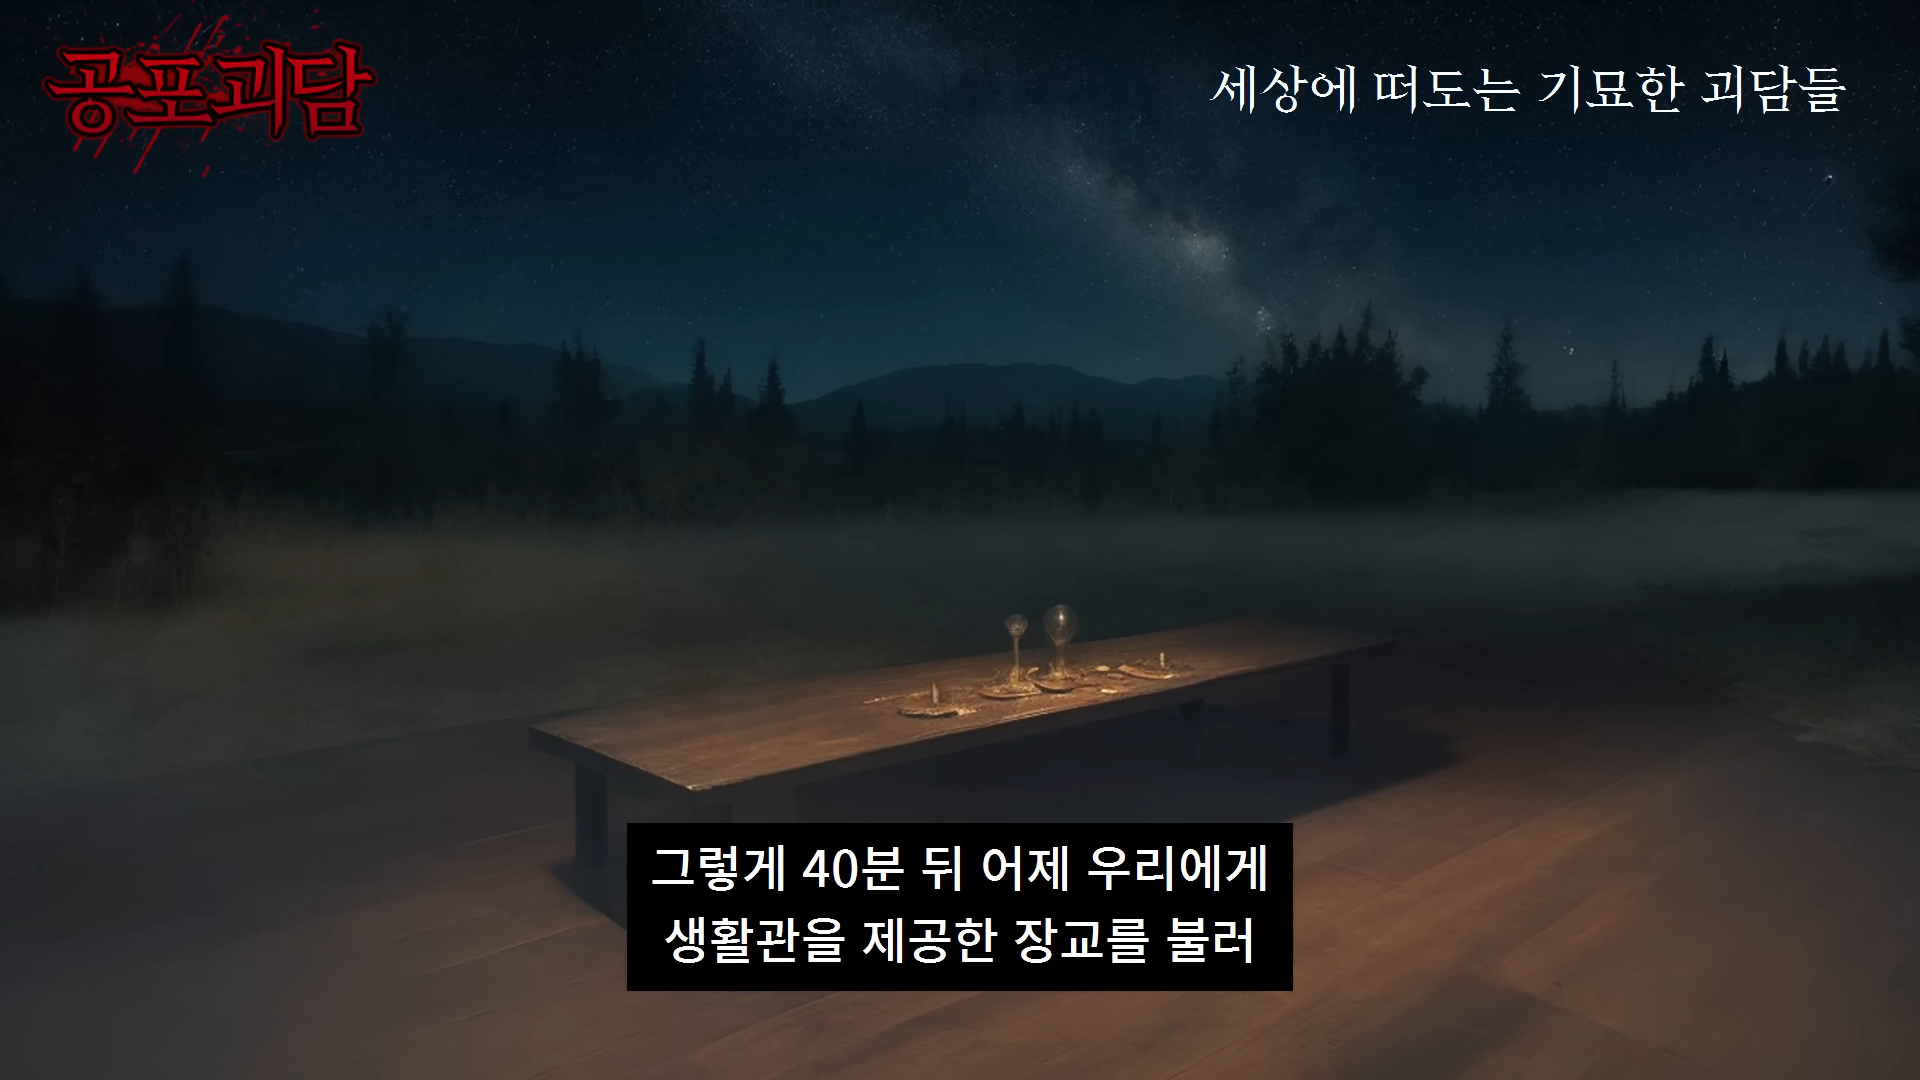 공포괴담
세상에 떠도는 기묘한 괴담들
그렇게 40분 뒤 어제 우리에게
생활관을 제공한 장교를 불러